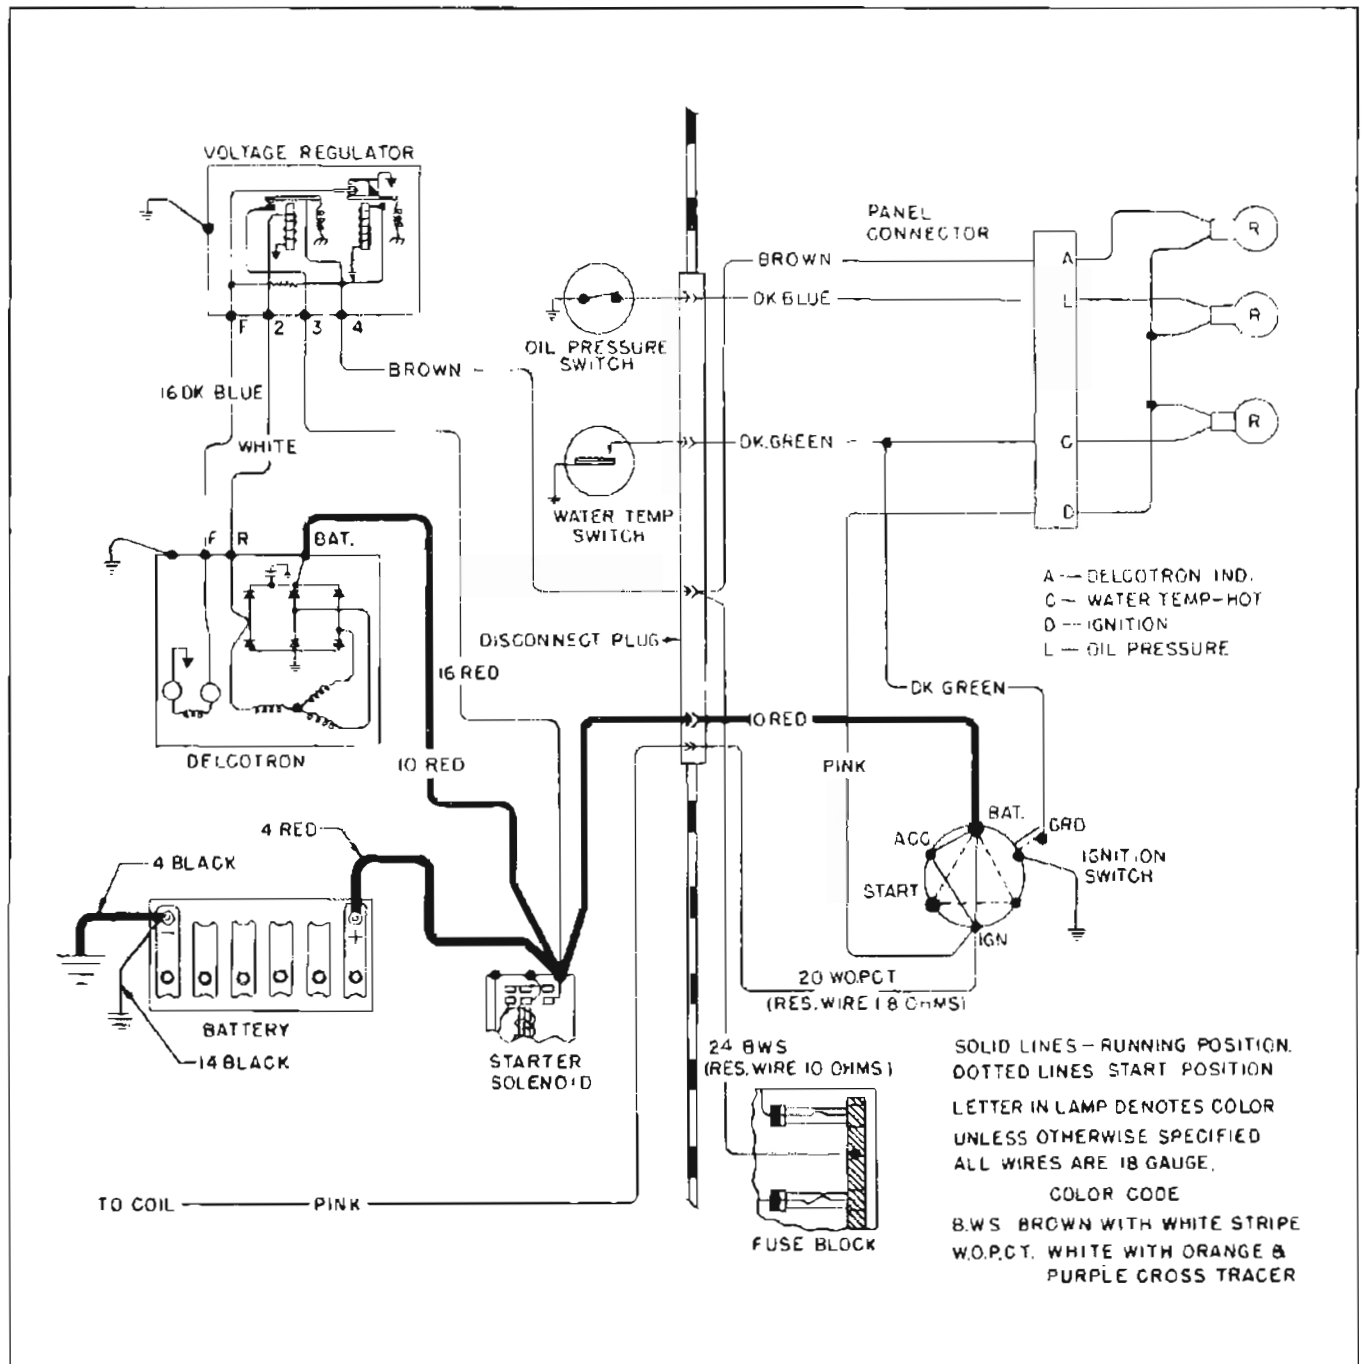 VOLTAGE REGULATOR
F 2 3 4
16 DK BLUE
WHITE
BROWN
OIL PRESSURE
SWITCH
WATER TEMP
SWITCH
BROWN
DK BLUE
DK.GREEN
PANEL
CONNECTOR
A
L
C
D
R
R
R
A — DELCOTRON IND.
C — WATER TEMP-HOT
D — IGNITION
L — OIL PRESSURE
F R BAT.
DELCOTRON
DISCONNECT PLUG
16 RED
10 RED
10 RED
DK GREEN
PINK
BAT.
GRD
ACC
START
IGN
IGNITION
SWITCH
4 RED
4 BLACK
- +
BATTERY
14 BLACK
STARTER
SOLENOID
20 W.O.P.CT
(RES. WIRE 1 8 OHMS)
24 BWS
(RES. WIRE 10 OHMS)
FUSE BLOCK
TO COIL
PINK
SOLID LINES – RUNNING POSITION.
DOTTED LINES START POSITION
LETTER IN LAMP DENOTES COLOR
UNLESS OTHERWISE SPECIFIED
ALL WIRES ARE 18 GAUGE.
COLOR CODE
B.WS BROWN WITH WHITE STRIPE
W.O.P.CT. WHITE WITH ORANGE &
PURPLE CROSS TRACER